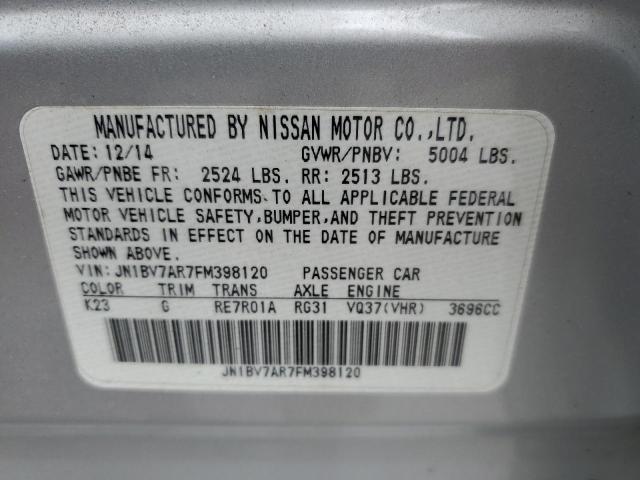 MANUFACTURED BY NISSAN MOTOR CO.,LTD.
DATE: 12/14 GVWR/PNBV: 5004 LBS.
GAWR/PNBE FR: 2524 LBS. RR: 2513 LBS.
THIS VEHICLE CONFORMS TO ALL APPLICABLE FEDERAL
MOTOR VEHICLE SAFETY,BUMPER,AND THEFT PREVENTION
STANDARDS IN EFFECT ON THE DATE OF MANUFACTURE
SHOWN ABOVE.
VIN: JN1BV7AR7FM398120 PASSENGER CAR
COLOR TRIM TRANS AXLE ENGINE
K23 G RE7R01A RG31 VQ37(VHR) 3696CC
JN1BV7AR7FM398120